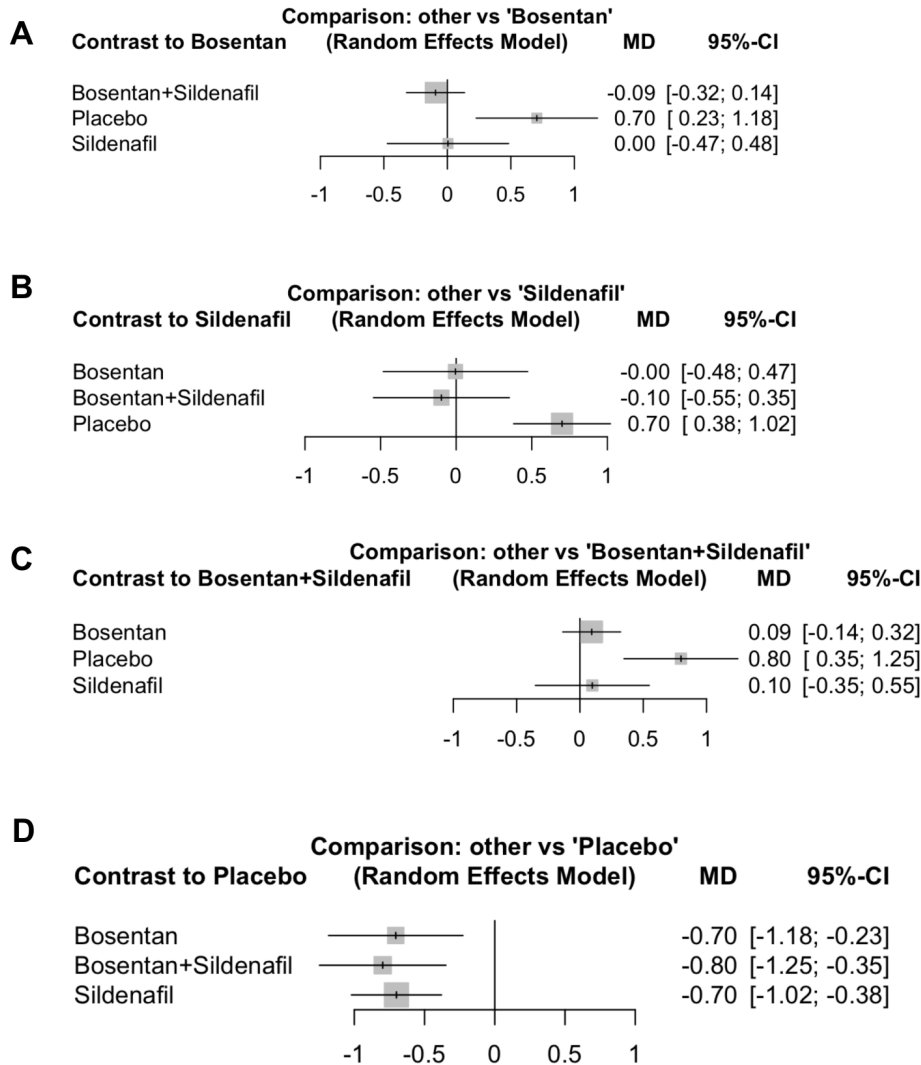 A
Comparison: other vs 'Bosentan'
Contrast to Bosentan (Random Effects Model) MD 95%-CI
Bosentan+Sildenafil -0.09 [-0.32; 0.14]
Placebo 0.70 [ 0.23; 1.18]
Sildenafil 0.00 [-0.47; 0.48]
-1 -0.5 0 0.5 1
B
Comparison: other vs 'Sildenafil'
Contrast to Sildenafil (Random Effects Model) MD 95%-CI
Bosentan -0.00 [-0.48; 0.47]
Bosentan+Sildenafil -0.10 [-0.55; 0.35]
Placebo 0.70 [ 0.38; 1.02]
-1 -0.5 0 0.5 1
C
Comparison: other vs 'Bosentan+Sildenafil'
Contrast to Bosentan+Sildenafil (Random Effects Model) MD 95%-CI
Bosentan 0.09 [-0.14; 0.32]
Placebo 0.80 [ 0.35; 1.25]
Sildenafil 0.10 [-0.35; 0.55]
-1 -0.5 0 0.5 1
D
Comparison: other vs 'Placebo'
Contrast to Placebo (Random Effects Model) MD 95%-CI
Bosentan -0.70 [-1.18; -0.23]
Bosentan+Sildenafil -0.80 [-1.25; -0.35]
Sildenafil -0.70 [-1.02; -0.38]
-1 -0.5 0 0.5 1